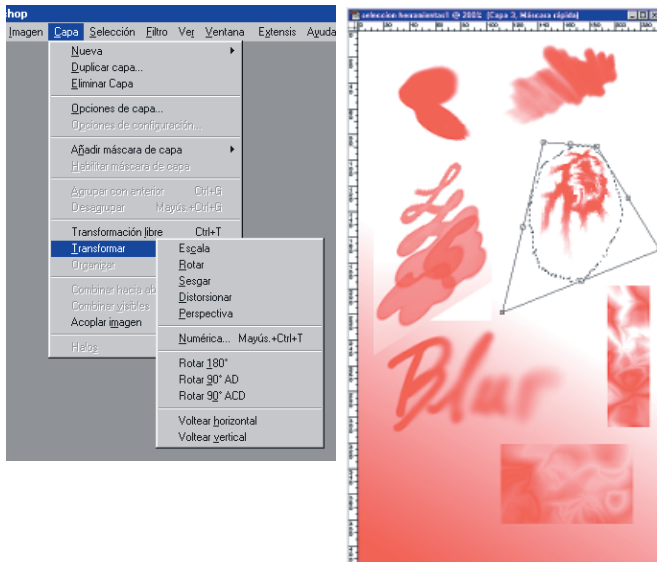 hop
Imagen Capa Selección Filtro Ver Ventana Extensis Ayuda
Nueva
Duplicar capa...
Eliminar Capa
Opciones de capa...
Opciones de configuración...
Añadir máscara de capa
Habilitar máscara de capa
Agrupar con anterior Ctrl+G
Desagrupar Mayús.+Ctrl+G
Transformación libre Ctrl+T
Transformar
Organizar
Combinar hacia ab
Combinar visibles
Acoplar imagen
Halos
Escala
Rotar
Sesgar
Distorsionar
Perspectiva
Numérica... Mayús.+Ctrl+T
Rotar 180°
Rotar 90° AD
Rotar 90° ACD
Voltear horizontal
Voltear vertical
seleccion herramientas1 @ 200% (Capa 3, Máscara rápida)
Blur